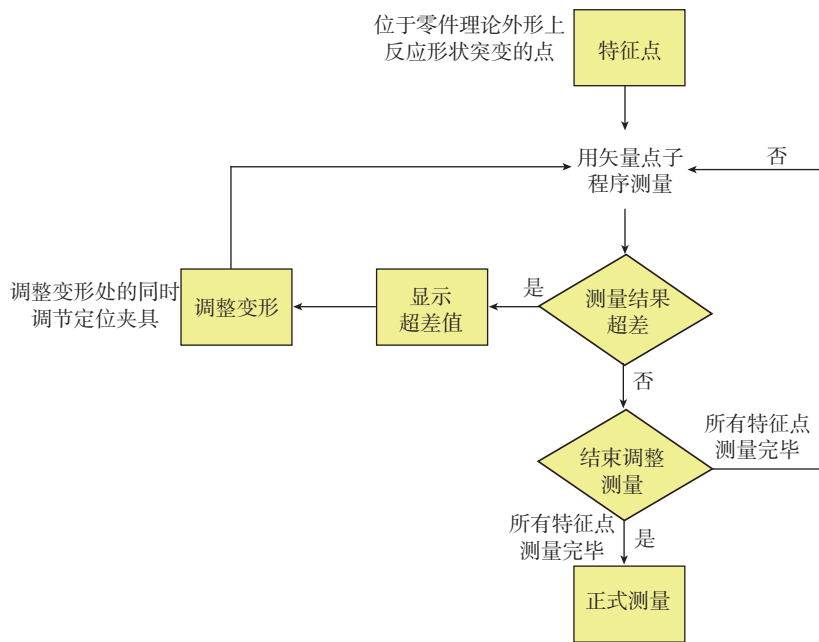 位于零件理论外形上
反应形状突变的点
特征点
用矢量点子
程序测量
否
调整变形处的同时
调节定位夹具
调整变形
显示
超差值
是
测量结果
超差
否
结束调整
测量
所有特征点
测量完毕
所有特征点
测量完毕
是
正式测量